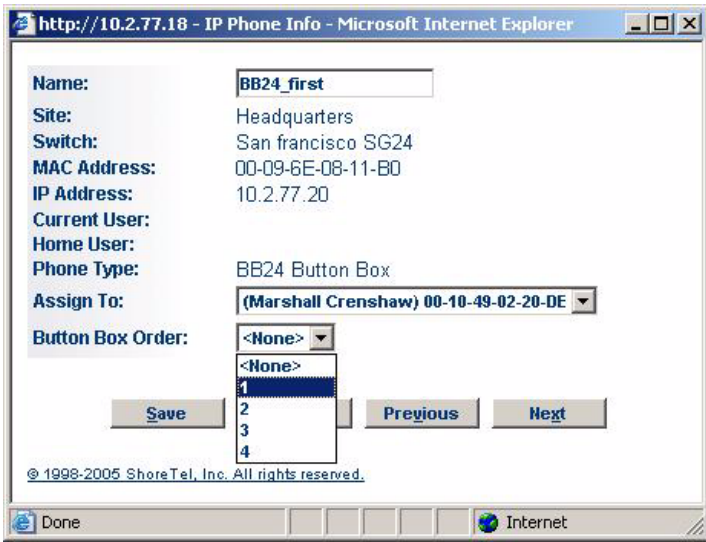 http://10.2.77.18 - IP Phone Info - Microsoft Internet Explorer
Name: BB24_first
Site: Headquarters
Switch: San francisco SG24
MAC Address: 00-09-6E-08-11-B0
IP Address: 10.2.77.20
Current User:
Home User:
Phone Type: BB24 Button Box
Assign To: (Marshall Crenshaw) 00-10-49-02-20-DE
Button Box Order: <None>
<None>
1
2
3
4
Save Previous Next
© 1998-2005 ShoreTel, Inc. All rights reserved.
Done Internet